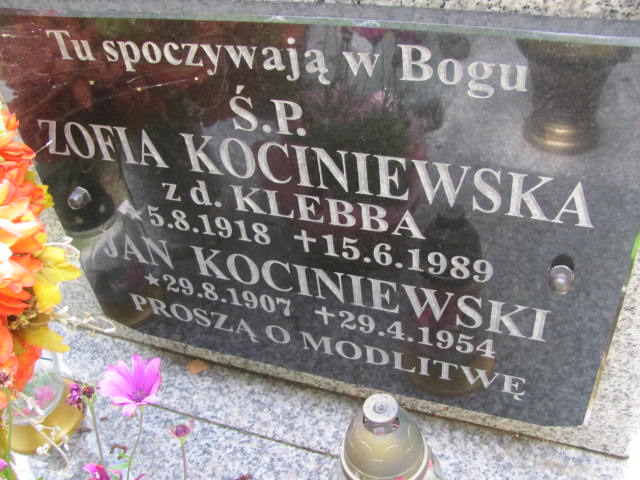 Tu spoczywają w Bogu
Ś.P.
ZOFIA KOCINIEWSKA
z d. KLEBBA
★5.8.1918 +15.6.1989
JAN KOCINIEWSKI
★29.8.1907 +29.4.1954
PROSZĄ O MODLITWĘ